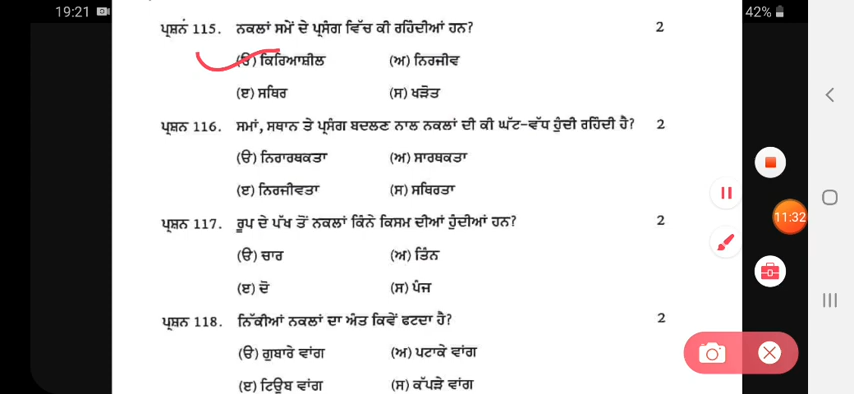 19:21
42%
ਪ੍ਰਸ਼ਨ 115. ਨਕਲਾਂ ਸਮੇਂ ਦੇ ਪ੍ਰਸੰਗ ਵਿੱਚ ਕੀ ਰਹਿੰਦੀਆਂ ਹਨ? 2
(ੳ) ਕਿਰਿਆਸ਼ੀਲ (ਅ) ਨਿਰਜੀਵ
(ੲ) ਸਥਿਰ (ਸ) ਖੜੋਤ
ਪ੍ਰਸ਼ਨ 116. ਸਮਾਂ, ਸਥਾਨ ਤੇ ਪ੍ਰਸੰਗ ਬਦਲਣ ਨਾਲ ਨਕਲਾਂ ਦੀ ਕੀ ਘੱਟ-ਵੱਧ ਹੁੰਦੀ ਰਹਿੰਦੀ ਹੈ? 2
(ੳ) ਨਿਰਾਰਥਕਤਾ (ਅ) ਸਾਰਥਕਤਾ
(ੲ) ਨਿਰਜੀਵਤਾ (ਸ) ਸਥਿਰਤਾ
11:32
ਪ੍ਰਸ਼ਨ 117. ਰੂਪ ਦੇ ਪੱਖ ਤੋਂ ਨਕਲਾਂ ਕਿੰਨੇ ਕਿਸਮ ਦੀਆਂ ਹੁੰਦੀਆਂ ਹਨ? 2
(ੳ) ਚਾਰ (ਅ) ਤਿੰਨ
(ੲ) ਦੋ (ਸ) ਪੰਜ
ਪ੍ਰਸ਼ਨ 118. ਨਿੱਕੀਆਂ ਨਕਲਾਂ ਦਾ ਅੰਤ ਕਿਵੇਂ ਫਟਦਾ ਹੈ? 2
(ੳ) ਗੁਬਾਰੇ ਵਾਂਗ (ਅ) ਪਟਾਕੇ ਵਾਂਗ
(ੲ) ਟਿਊਬ ਵਾਂਗ (ਸ) ਕੱਪੜੇ ਵਾਂਗ